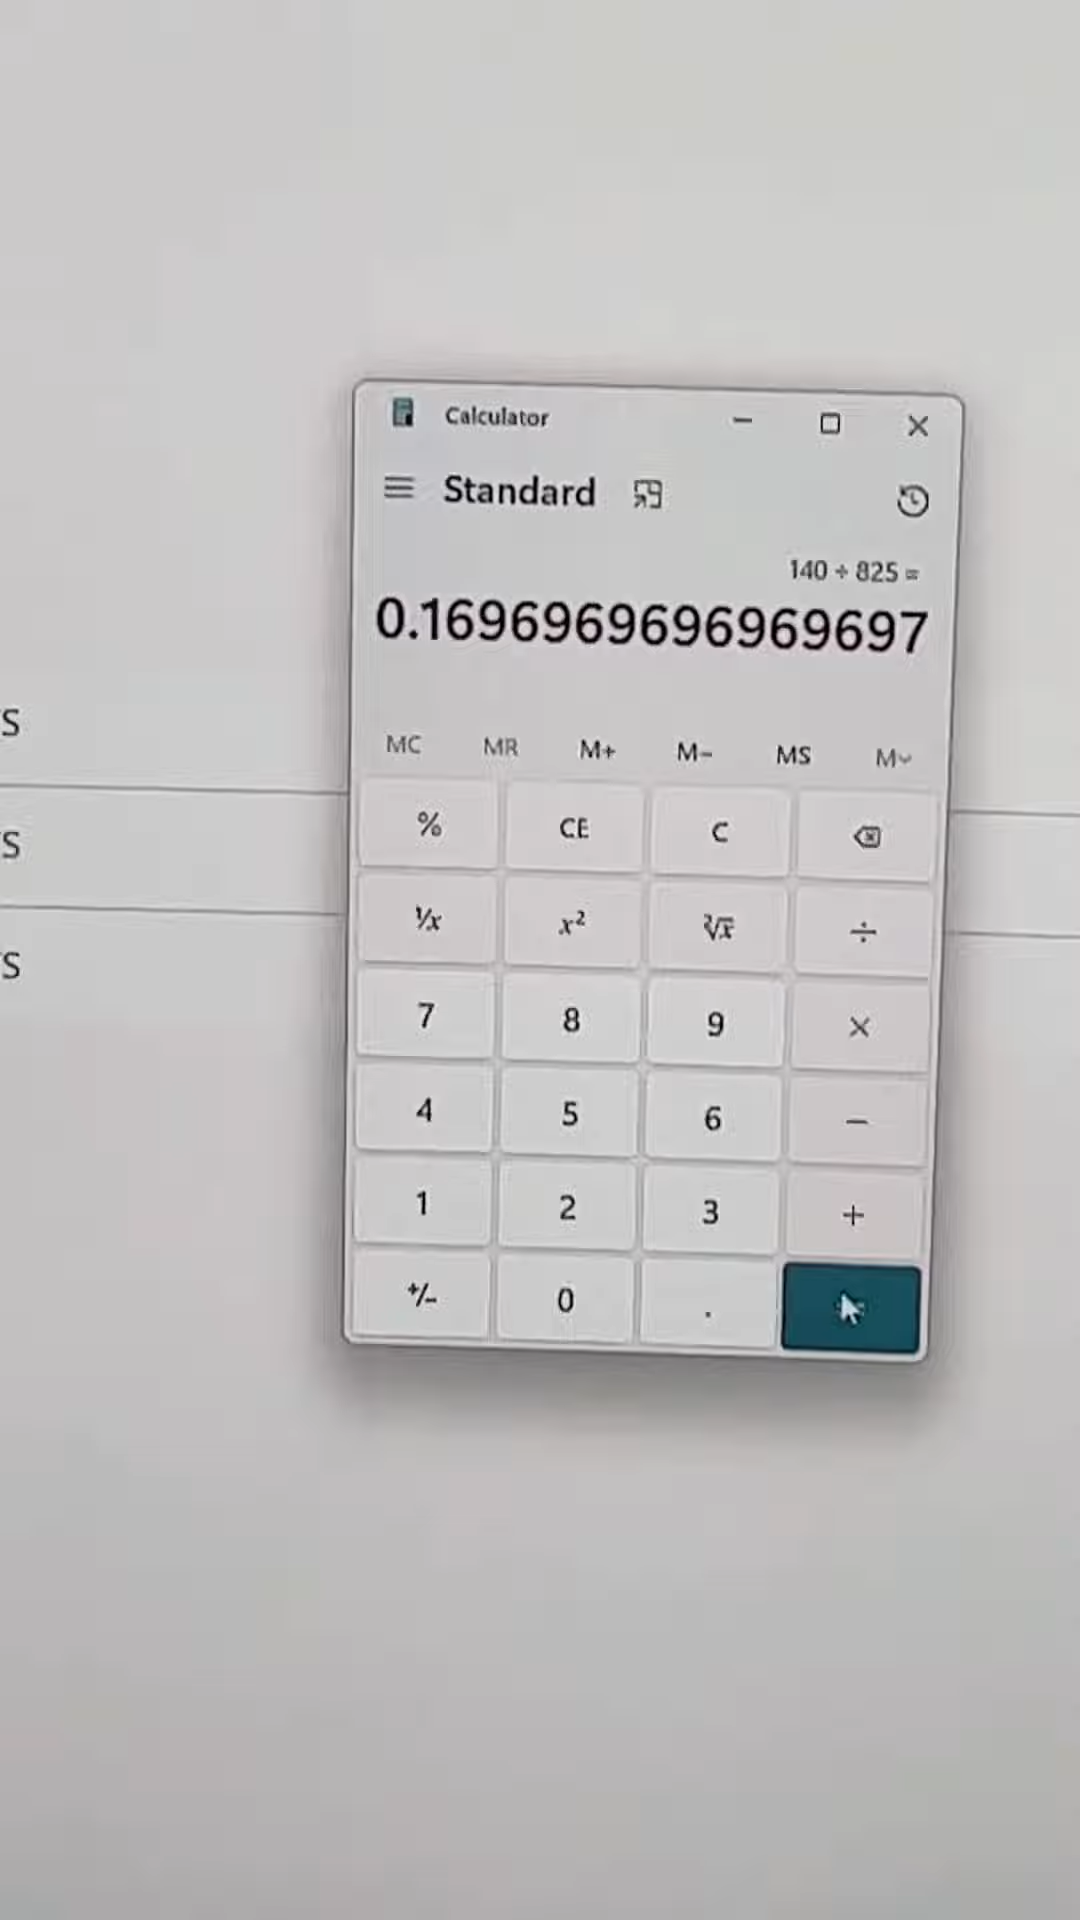 Calculator
Standard
140 ÷ 825 =
0.1696969696969697
MC MR M+ M- MS M
% CE C
¹/x x² ²√x ÷
7 8 9 ×
4 5 6 −
1 2 3 +
+/- 0 .
S
S
S